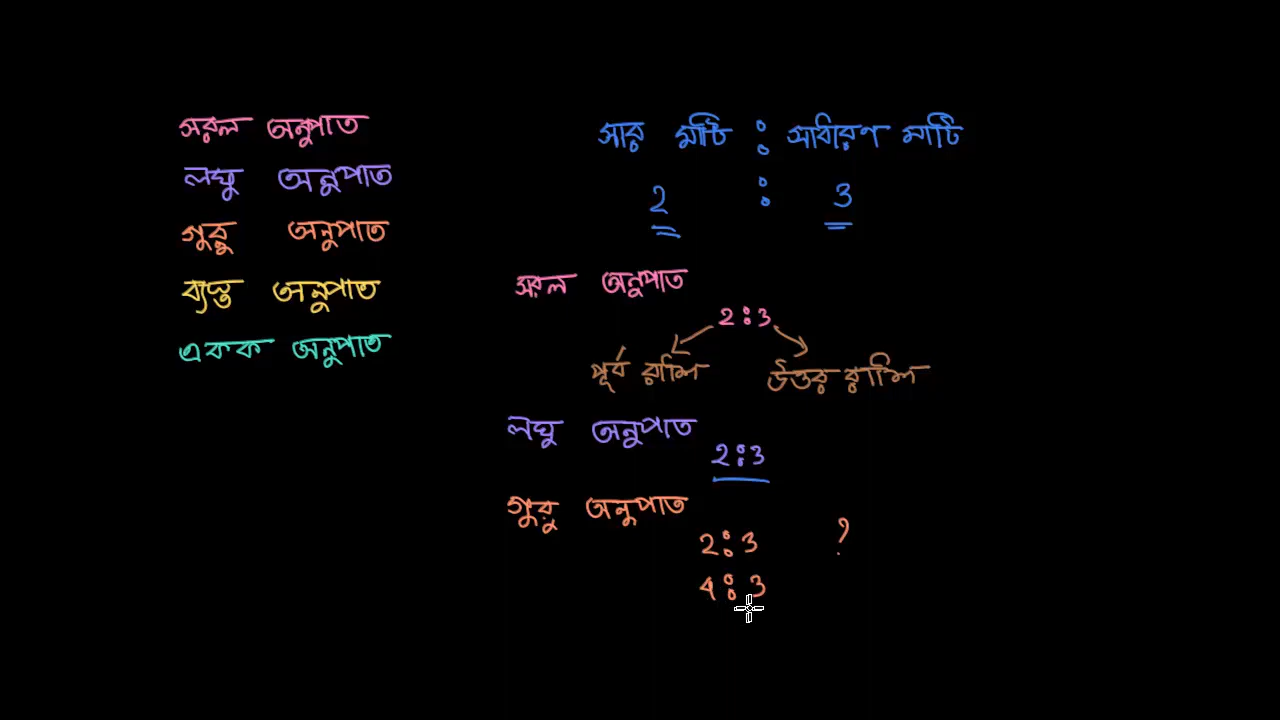 সরল অনুপাত
লঘু অনুপাত
গুরু অনুপাত
ব্যস্ত অনুপাত
একক অনুপাত
সার মাটি : সাধারণ মাটি
2 : 3
সরল অনুপাত
2:3
পূর্ব রাশি উত্তর রাশি
লঘু অনুপাত
2:3
গুরু অনুপাত
2:3 ?
4:3